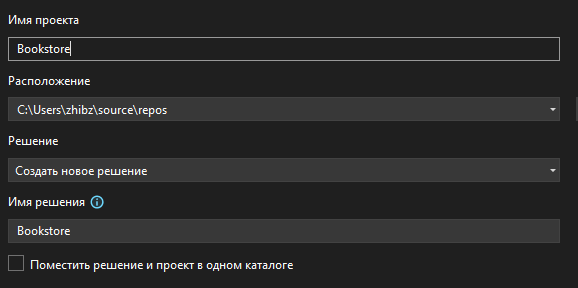 Имя проекта
Bookstore
Расположение
C:\Users\zhibz\source\repos
Решение
Создать новое решение
Имя решения
Bookstore
Поместить решение и проект в одном каталоге